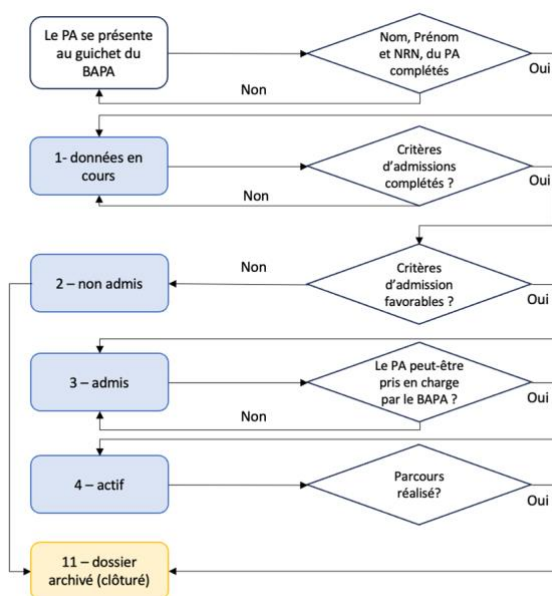 Le PA se présente
au guichet du
BAPA
Nom, Prénom
et NRN, du PA
complétés
Oui
Non
1- données en
cours
Critères
d'admissions
complétés ?
Oui
Non
2 – non admis
Non
Critères
d'admission
favorables ?
Oui
3 – admis
Le PA peut-être
pris en charge
par le BAPA ?
Oui
Non
4 – actif
Parcours
réalisé?
Oui
11 – dossier
archivé (clôturé)